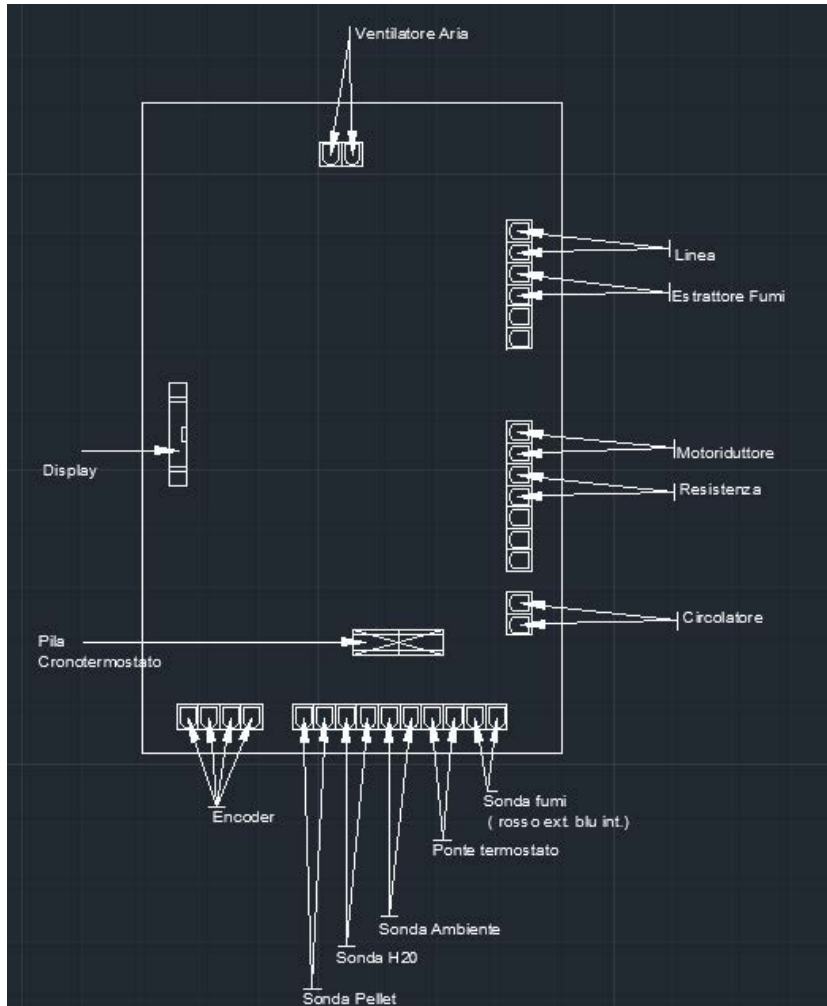 Ventilatore Aria
Linea
Estrattore Fumi
Motoriduttore
Display
Resistenza
Circolatore
Pila
Cronotermostato
Sonda fumi
( rosso ext. blu int.)
Encoder
Ponte termostato
Sonda Ambiente
Sonda H20
Sonda Pellet